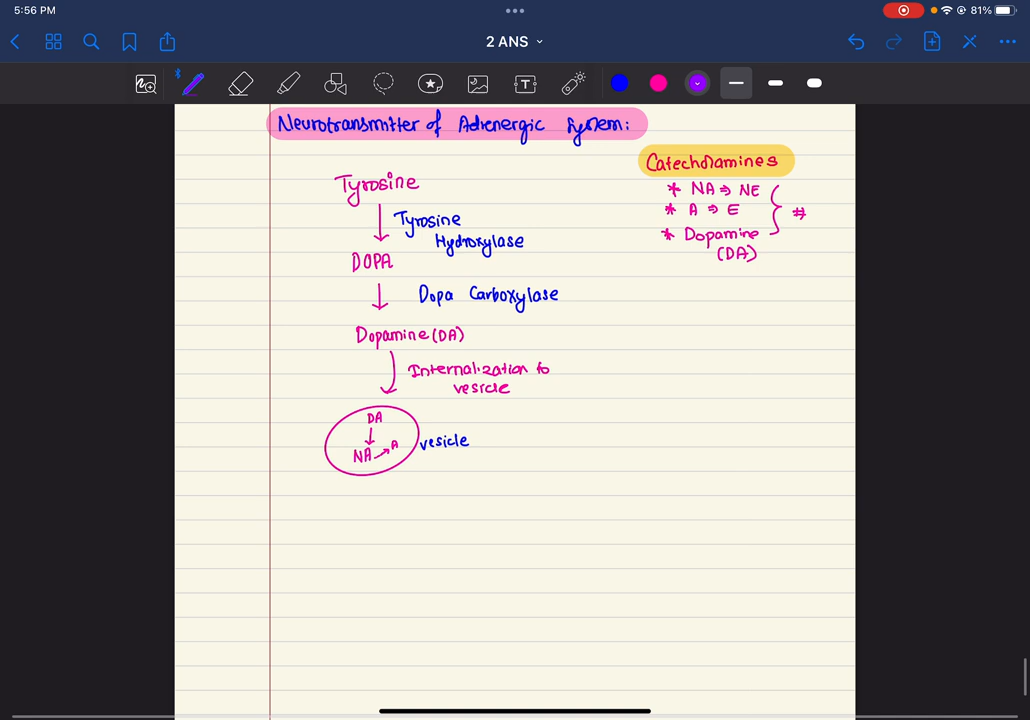 5:56 PM
81%
2 ANS
Neurotransmitter of Adrenergic System:
Catecholamines
* NA ⇒ NE
* A ⇒ E
* Dopamine
(DA)
#
Tyrosine
Tyrosine
Hydroxylase
DOPA
Dopa Carboxylase
Dopamine (DA)
Internalization to
vesicle
DA
NA → A
vesicle